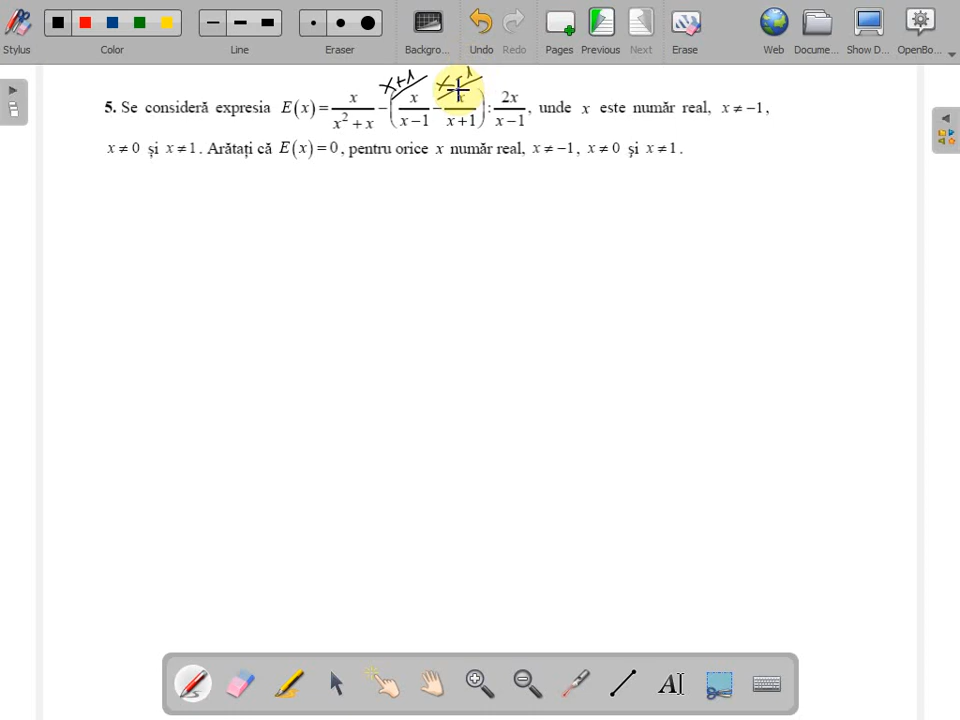 Stylus Color Line Eraser Backgro... Undo Redo Pages Previous Next Erase Web Docume... Show D... OpenBo...
x+1 x-1
5. Se consideră expresia E(x) = x/(x² + x) − (x/(x−1) − x/(x+1)) : 2x/(x−1), unde x este număr real, x ≠ −1,
x ≠ 0 și x ≠ 1. Arătați că E(x) = 0, pentru orice x număr real, x ≠ −1, x ≠ 0 și x ≠ 1.